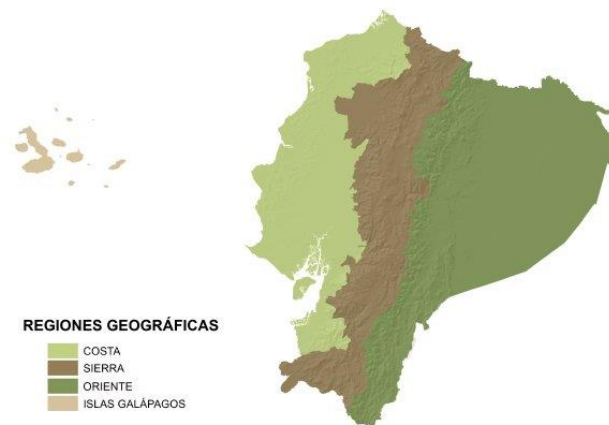 REGIONES GEOGRÁFICAS
COSTA
SIERRA
ORIENTE
ISLAS GALÁPAGOS